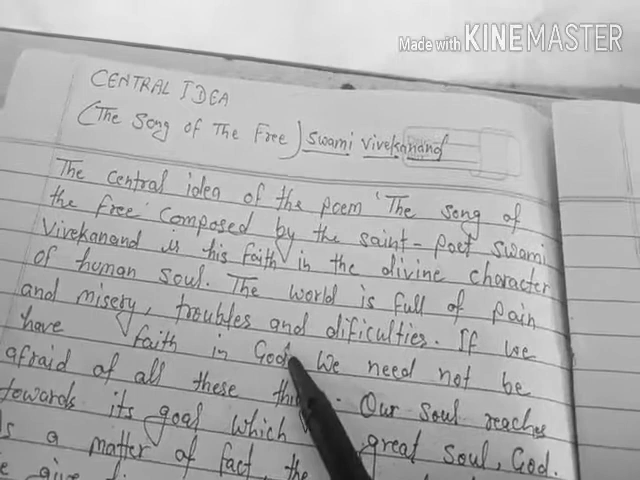 Made with KINEMASTER
CENTRAL IDEA
(The Song of The Free) Swami Vivekanand
The central idea of the poem 'The song of
the free' composed by the saint-poet swami
Vivekanand is his faith in the divine character
of human soul. The world is full of pain
and misery, troubles and dificulties. If we
have faith in God, we need not be
afraid of all these. Our soul reaches
towards its goal which great soul, God.
a matter of fact, the
give